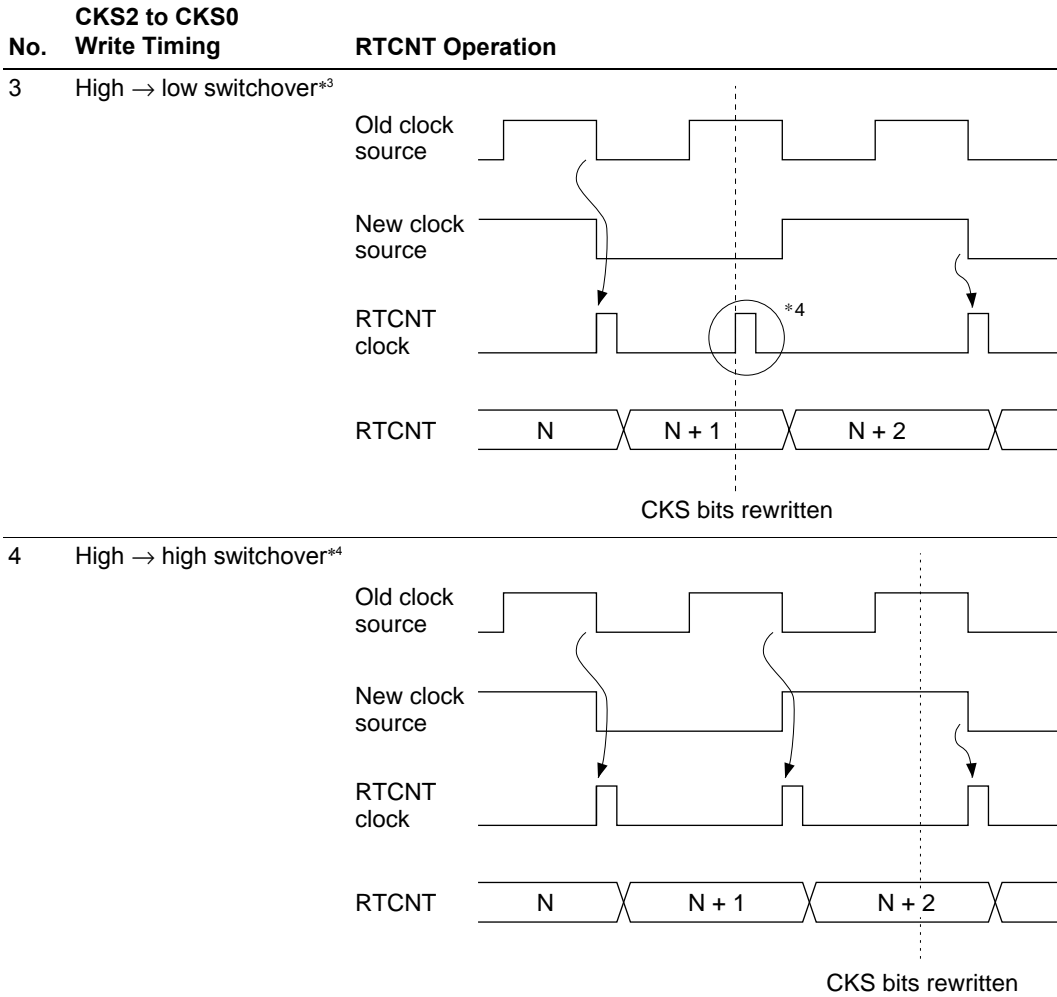 CKS2 to CKS0
No. Write Timing RTCNT Operation
3 High → low switchover*3
Old clock
source
New clock
source
RTCNT
clock
*4
RTCNT N N + 1 N + 2
CKS bits rewritten
4 High → high switchover*4
Old clock
source
New clock
source
RTCNT
clock
RTCNT N N + 1 N + 2
CKS bits rewritten